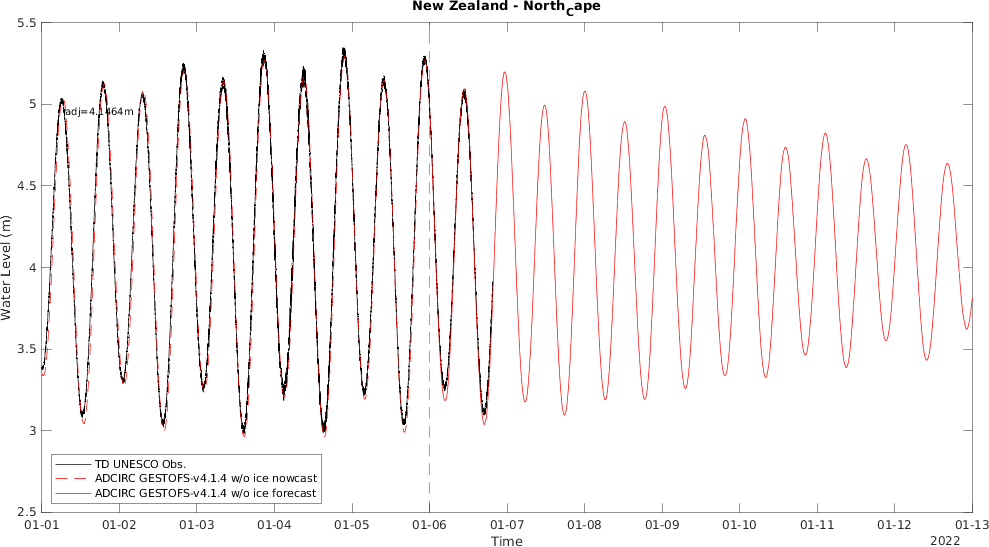 New Zealand - NorthCape
5.5
5
4.5
4
3.5
3
2.5
Water Level (m)
adj=4.1464m
TD UNESCO Obs.
ADCIRC GESTOFS-v4.1.4 w/o ice nowcast
ADCIRC GESTOFS-v4.1.4 w/o ice forecast
01-01 01-02 01-03 01-04 01-05 01-06 01-07 01-08 01-09 01-10 01-11 01-12 01-13
Time
2022